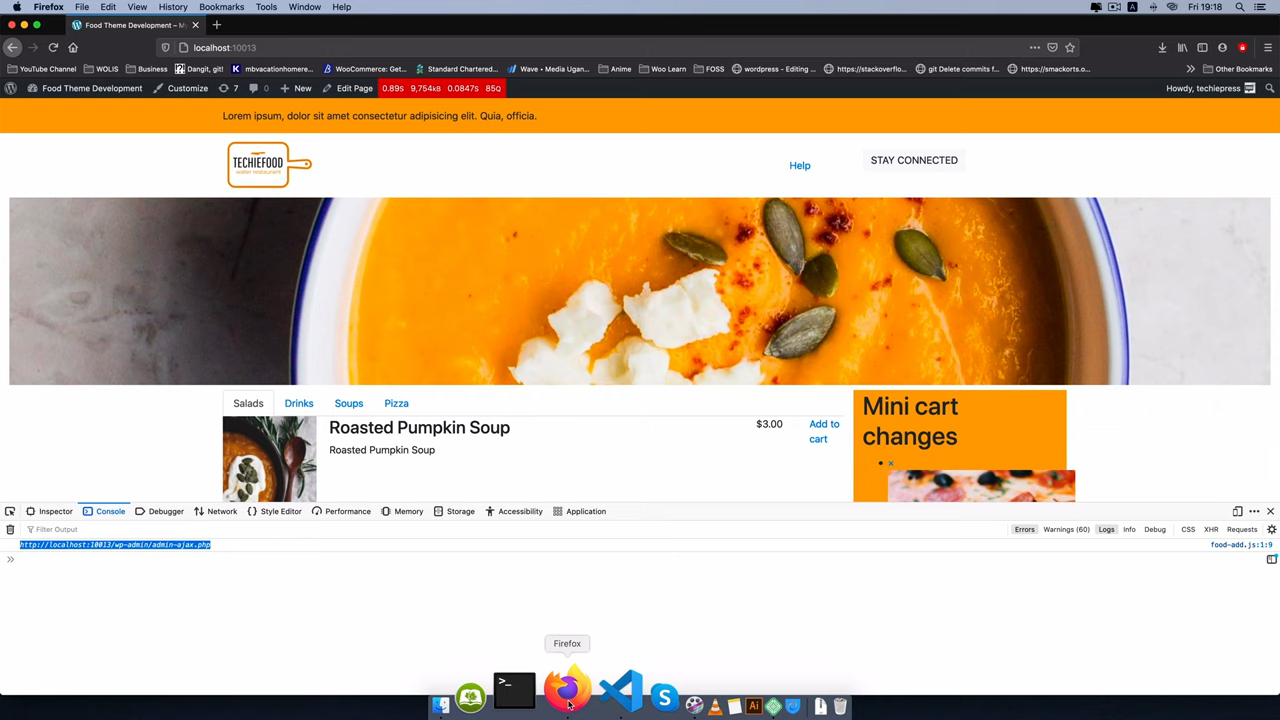 Firefox File Edit View History Bookmarks Tools Window Help
A Fri 19:18
Food Theme Development – My
localhost:10013
YouTube Channel WOLIS Business Dangit, git! mbvacationhomere... WooCommerce: Get... Standard Chartered... Wave • Media Ugan... Anime Woo Learn FOSS wordpress - Editing ... https://stackoverflo... git Delete commits f... https://smackorts.o... Other Bookmarks
Food Theme Development Customize 7 0 New Edit Page 0.89S 9,754KB 0.0847S 85Q Howdy, techiepress
Lorem ipsum, dolor sit amet consectetur adipisicing elit. Quia, officia.
TECHIEFOOD
waiter restaurant
Help
STAY CONNECTED
Salads Drinks Soups Pizza
Roasted Pumpkin Soup
Roasted Pumpkin Soup
$3.00
Add to
cart
Mini cart
changes
×
Inspector Console Debugger Network Style Editor Performance Memory Storage Accessibility Application
Filter Output
Errors Warnings (60) Logs Info Debug CSS XHR Requests
http://localhost:10013/wp-admin/admin-ajax.php
food-add.js:1:9
Firefox